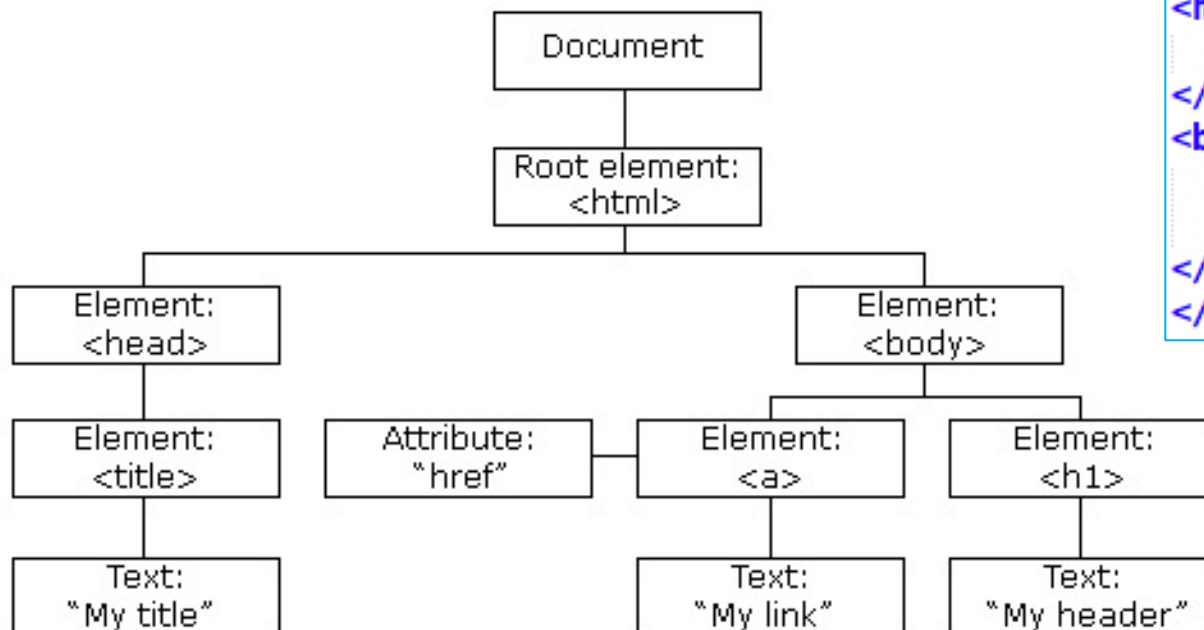 Document
Root element:
<html>
Element:
<head>
Element:
<body>
Element:
<title>
Attribute:
“href”
Element:
<a>
Element:
<h1>
Text:
“My title”
Text:
“My link”
Text:
“My header”